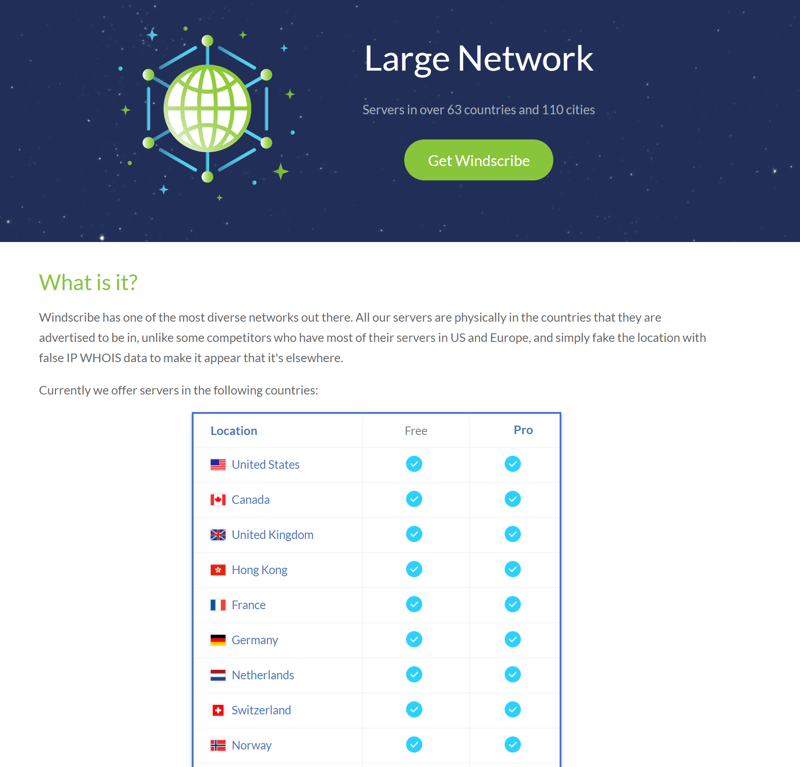 Large Network
Servers in over 63 countries and 110 cities
Get Windscribe
What is it?
Windscribe has one of the most diverse networks out there. All our servers are physically in the countries that they are
advertised to be in, unlike some competitors who have most of their servers in US and Europe, and simply fake the location with
false IP WHOIS data to make it appear that it's elsewhere.
Currently we offer servers in the following countries:
Location Free Pro
United States
Canada
United Kingdom
Hong Kong
France
Germany
Netherlands
Switzerland
Norway